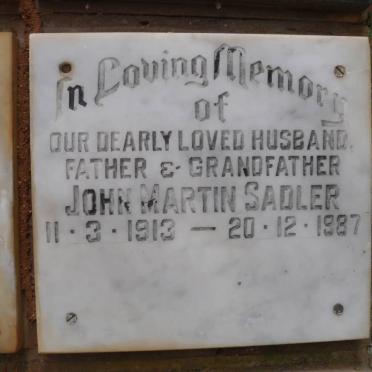 In Loving Memory
of
OUR DEARLY LOVED HUSBAND,
FATHER & GRANDFATHER
JOHN MARTIN SADLER
11 · 3 · 1913 — 20 · 12 · 1987